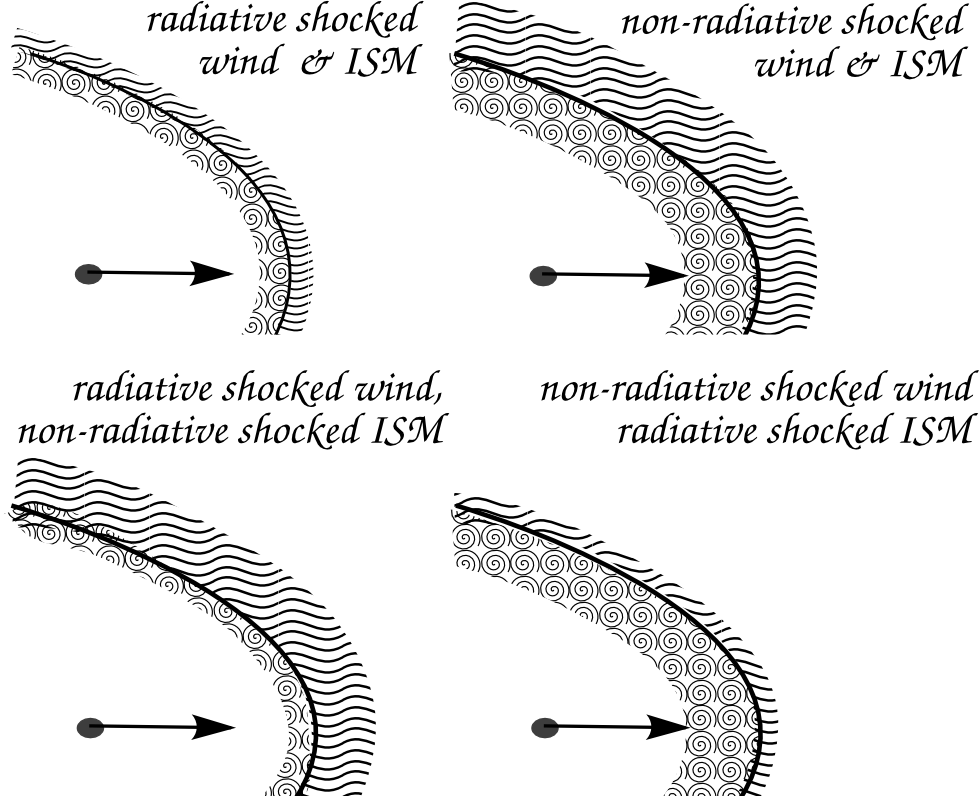 radiative shocked
wind & ISM
non-radiative shocked
wind & ISM
radiative shocked wind,
non-radiative shocked ISM
non-radiative shocked wind
radiative shocked ISM